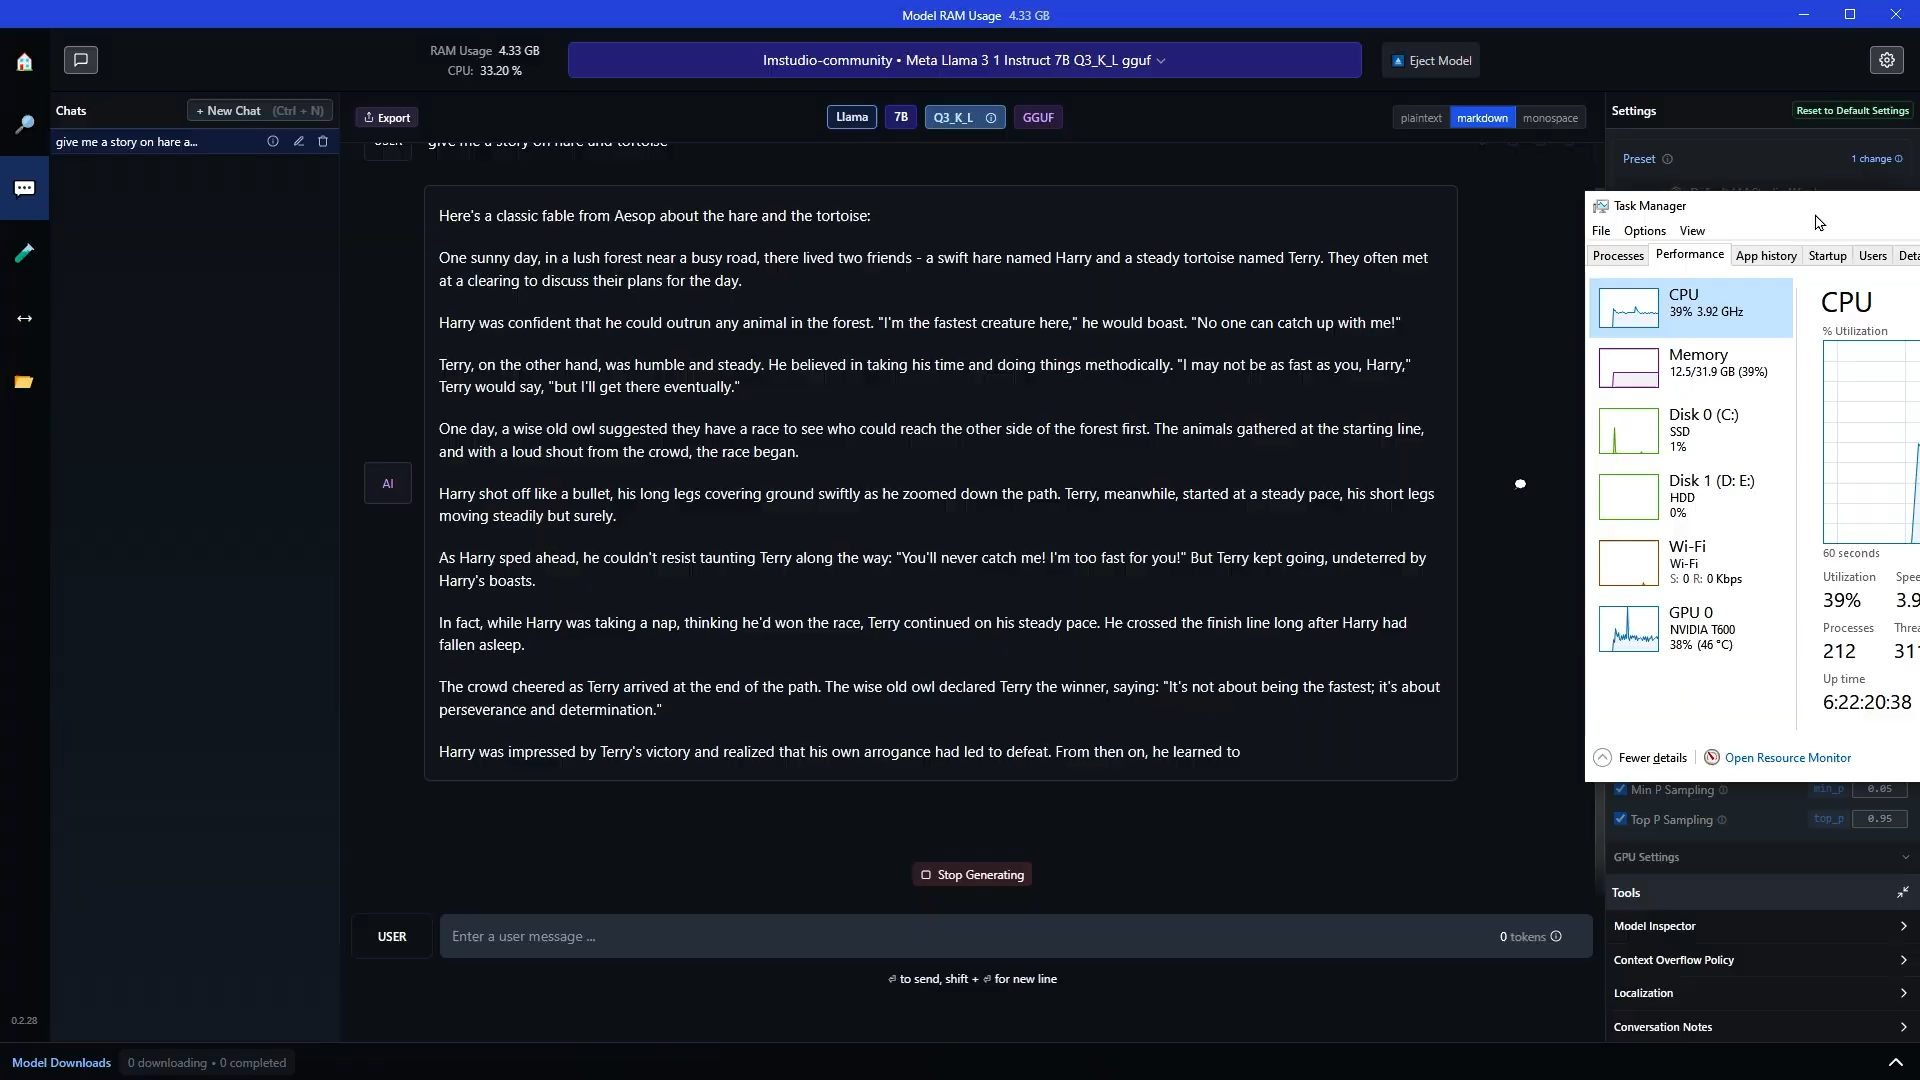 Model RAM Usage 4.33 GB
RAM Usage 4.33 GB
CPU: 33.20 %
lmstudio-community • Meta Llama 3 1 Instruct 7B Q3_K_L gguf
Eject Model
Chats
+ New Chat (Ctrl + N)
give me a story on hare a...
Export
Llama
7B
Q3_K_L
GGUF
plaintext
markdown
monospace
USER
give me a story on hare and tortoise
Here's a classic fable from Aesop about the hare and the tortoise:
One sunny day, in a lush forest near a busy road, there lived two friends - a swift hare named Harry and a steady tortoise named Terry. They often met
at a clearing to discuss their plans for the day.
Harry was confident that he could outrun any animal in the forest. "I'm the fastest creature here," he would boast. "No one can catch up with me!"
Terry, on the other hand, was humble and steady. He believed in taking his time and doing things methodically. "I may not be as fast as you, Harry,"
Terry would say, "but I'll get there eventually."
One day, a wise old owl suggested they have a race to see who could reach the other side of the forest first. The animals gathered at the starting line,
and with a loud shout from the crowd, the race began.
AI
Harry shot off like a bullet, his long legs covering ground swiftly as he zoomed down the path. Terry, meanwhile, started at a steady pace, his short legs
moving steadily but surely.
As Harry sped ahead, he couldn't resist taunting Terry along the way: "You'll never catch me! I'm too fast for you!" But Terry kept going, undeterred by
Harry's boasts.
In fact, while Harry was taking a nap, thinking he'd won the race, Terry continued on his steady pace. He crossed the finish line long after Harry had
fallen asleep.
The crowd cheered as Terry arrived at the end of the path. The wise old owl declared Terry the winner, saying: "It's not about being the fastest; it's about
perseverance and determination."
Harry was impressed by Terry's victory and realized that his own arrogance had led to defeat. From then on, he learned to
Stop Generating
USER
Enter a user message ...
0 tokens
to send, shift + for new line
0.2.28
Model Downloads
0 downloading • 0 completed
Settings
Reset to Default Settings
Preset
1 change
Task Manager
File Options View
Processes Performance App history Startup Users Deta
CPU
39% 3.92 GHz
Memory
12.5/31.9 GB (39%)
Disk 0 (C:)
SSD
1%
Disk 1 (D: E:)
HDD
0%
Wi-Fi
Wi-Fi
S: 0 R: 0 Kbps
GPU 0
NVIDIA T600
38% (46 °C)
CPU
% Utilization
60 seconds
Utilization Spee
39% 3.9
Processes Threa
212 311
Up time
6:22:20:38
Fewer details
Open Resource Monitor
Min P Sampling min_p 0.05
Top P Sampling top_p 0.95
GPU Settings
Tools
Model Inspector
Context Overflow Policy
Localization
Conversation Notes